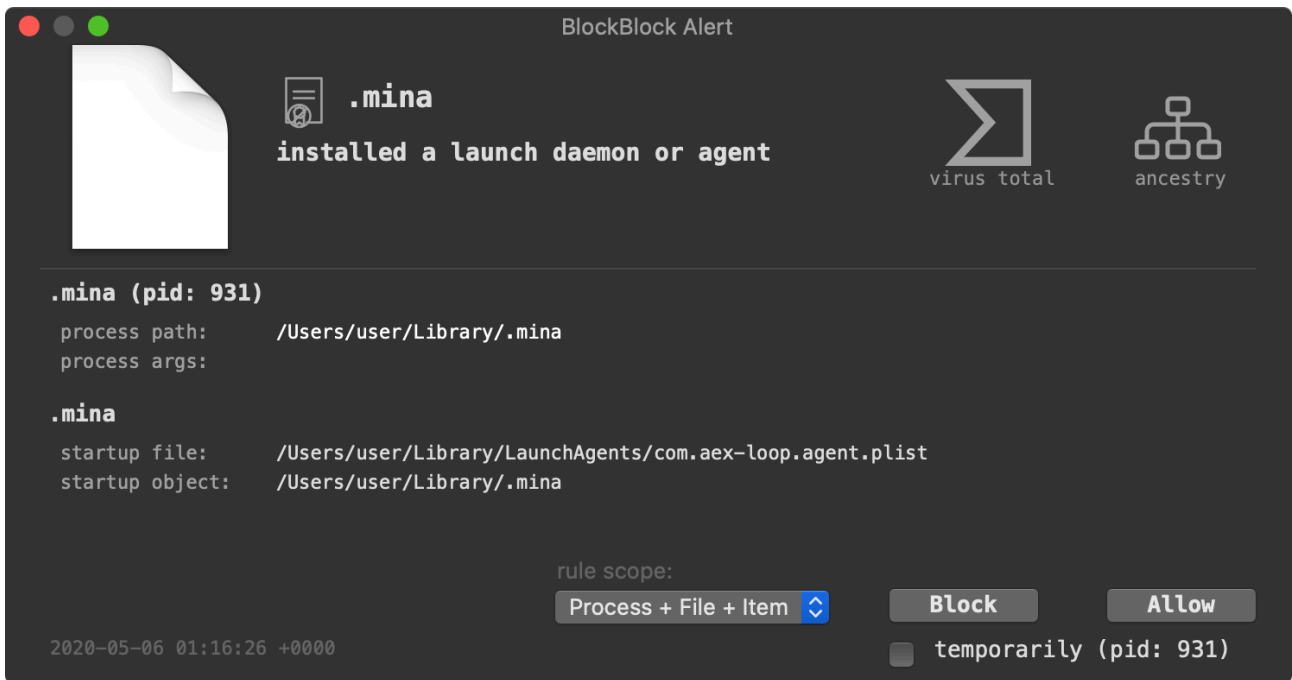 BlockBlock Alert
.mina
installed a launch daemon or agent
virus total
ancestry
.mina (pid: 931)
process path: /Users/user/Library/.mina
process args:
.mina
startup file: /Users/user/Library/LaunchAgents/com.aex-loop.agent.plist
startup object: /Users/user/Library/.mina
rule scope:
Process + File + Item
Block
Allow
2020-05-06 01:16:26 +0000
temporarily (pid: 931)